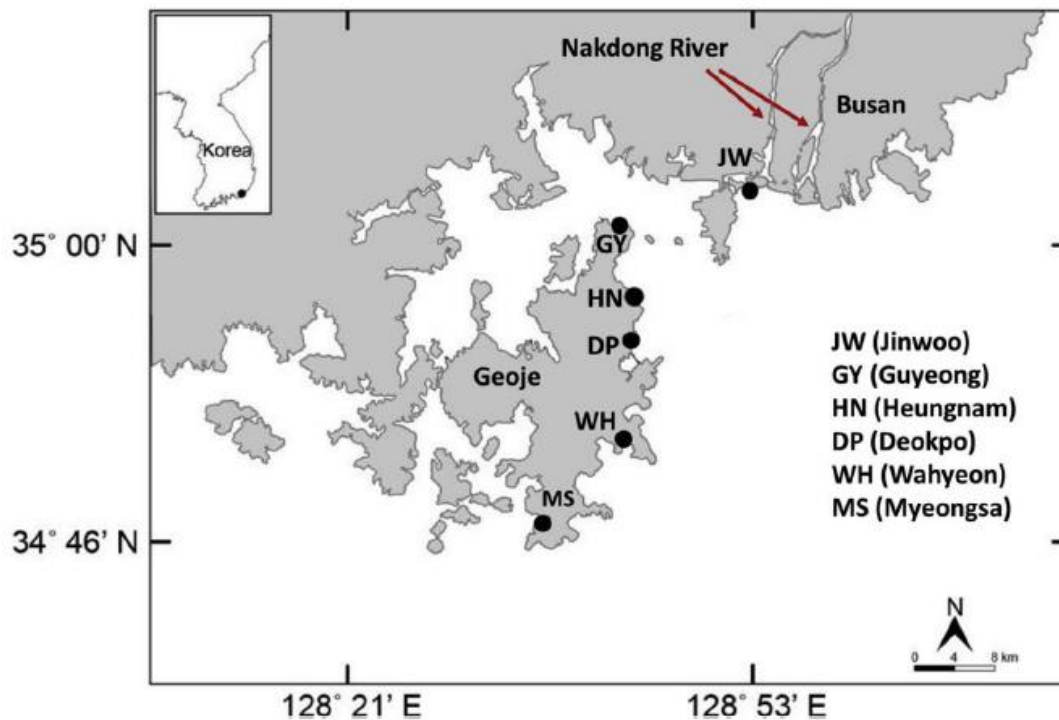 Korea
Nakdong River
Busan
JW
35° 00' N
GY
HN
DP
Geoje
WH
MS
34° 46' N
JW (Jinwoo)
GY (Guyeong)
HN (Heungnam)
DP (Deokpo)
WH (Wahyeon)
MS (Myeongsa)
N
0 4 8 km
128° 21' E
128° 53' E